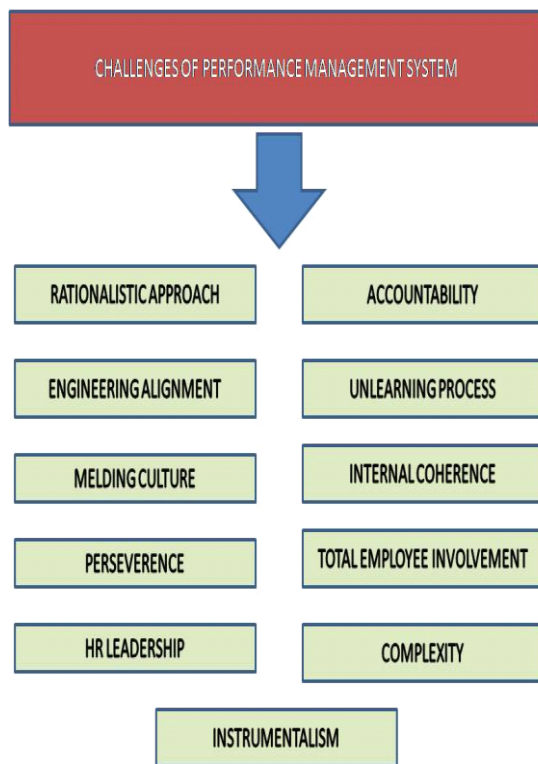 CHALLENGES OF PERFORMANCE MANAGEMENT SYSTEM
RATIONALISTIC APPROACH
ACCOUNTABILITY
ENGINEERING ALIGNMENT
UNLEARNING PROCESS
MELDING CULTURE
INTERNAL COHERENCE
PERSEVERENCE
TOTAL EMPLOYEE INVOLVEMENT
HR LEADERSHIP
COMPLEXITY
INSTRUMENTALISM